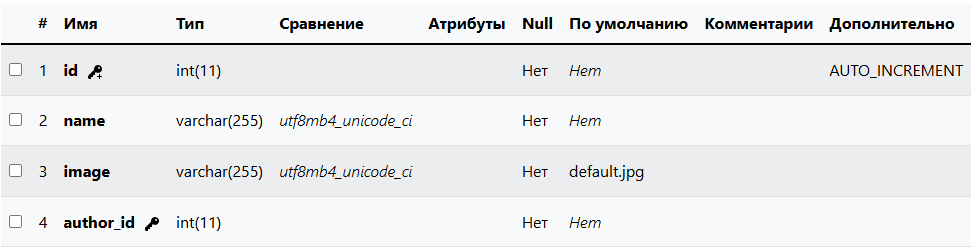 # Имя Тип Сравнение Атрибуты Null По умолчанию Комментарии Дополнительно
1 id int(11) Нет Нет AUTO_INCREMENT
2 name varchar(255) utf8mb4_unicode_ci Нет Нет
3 image varchar(255) utf8mb4_unicode_ci Нет default.jpg
4 author_id int(11) Нет Нет